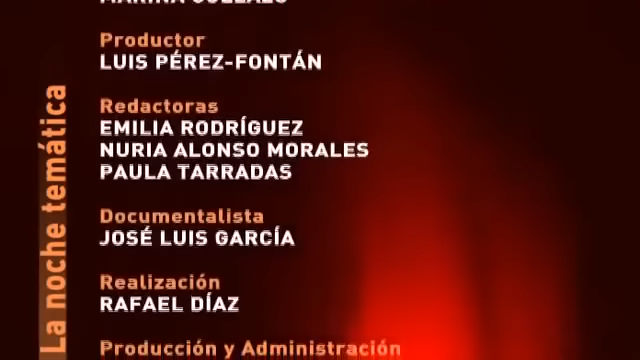 Productor
LUIS PÉREZ-FONTÁN
Redactoras
EMILIA RODRÍGUEZ
NURIA ALONSO MORALES
PAULA TARRADAS
Documentalista
JOSÉ LUIS GARCÍA
Realización
RAFAEL DÍAZ
Producción y Administración
La noche temática